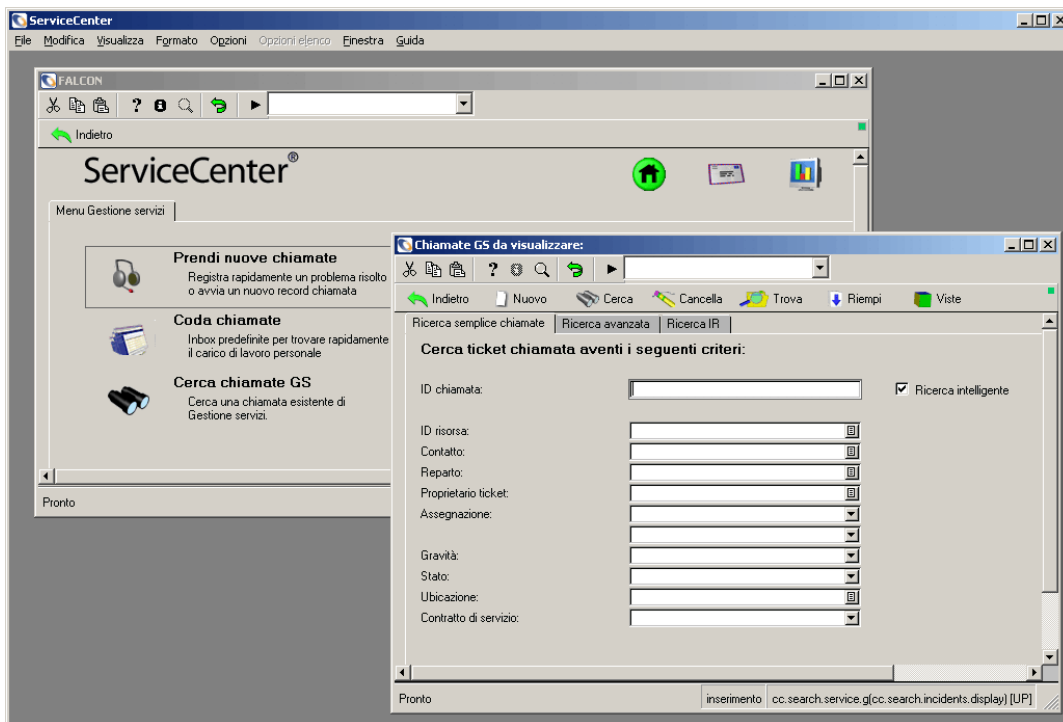 ServiceCenter
File Modifica Visualizza Formato Opzioni Opzioni elenco Finestra Guida
FALCON
Indietro
ServiceCenter®
Menu Gestione servizi
Prendi nuove chiamate
Registra rapidamente un problema risolto
o avvia un nuovo record chiamata
Coda chiamate
Inbox predefinite per trovare rapidamente
il carico di lavoro personale
Cerca chiamate GS
Cerca una chiamata esistente di
Gestione servizi.
Pronto
Chiamate GS da visualizzare:
Indietro Nuovo Cerca Cancella Trova Riempi Viste
Ricerca semplice chiamate Ricerca avanzata Ricerca IR
Cerca ticket chiamata aventi i seguenti criteri:
ID chiamata: Ricerca intelligente
ID risorsa:
Contatto:
Reparto:
Proprietario ticket:
Assegnazione:
Gravità:
Stato:
Ubicazione:
Contratto di servizio:
Pronto inserimento cc.search.service.g(cc.search.incidents.display) [UP]